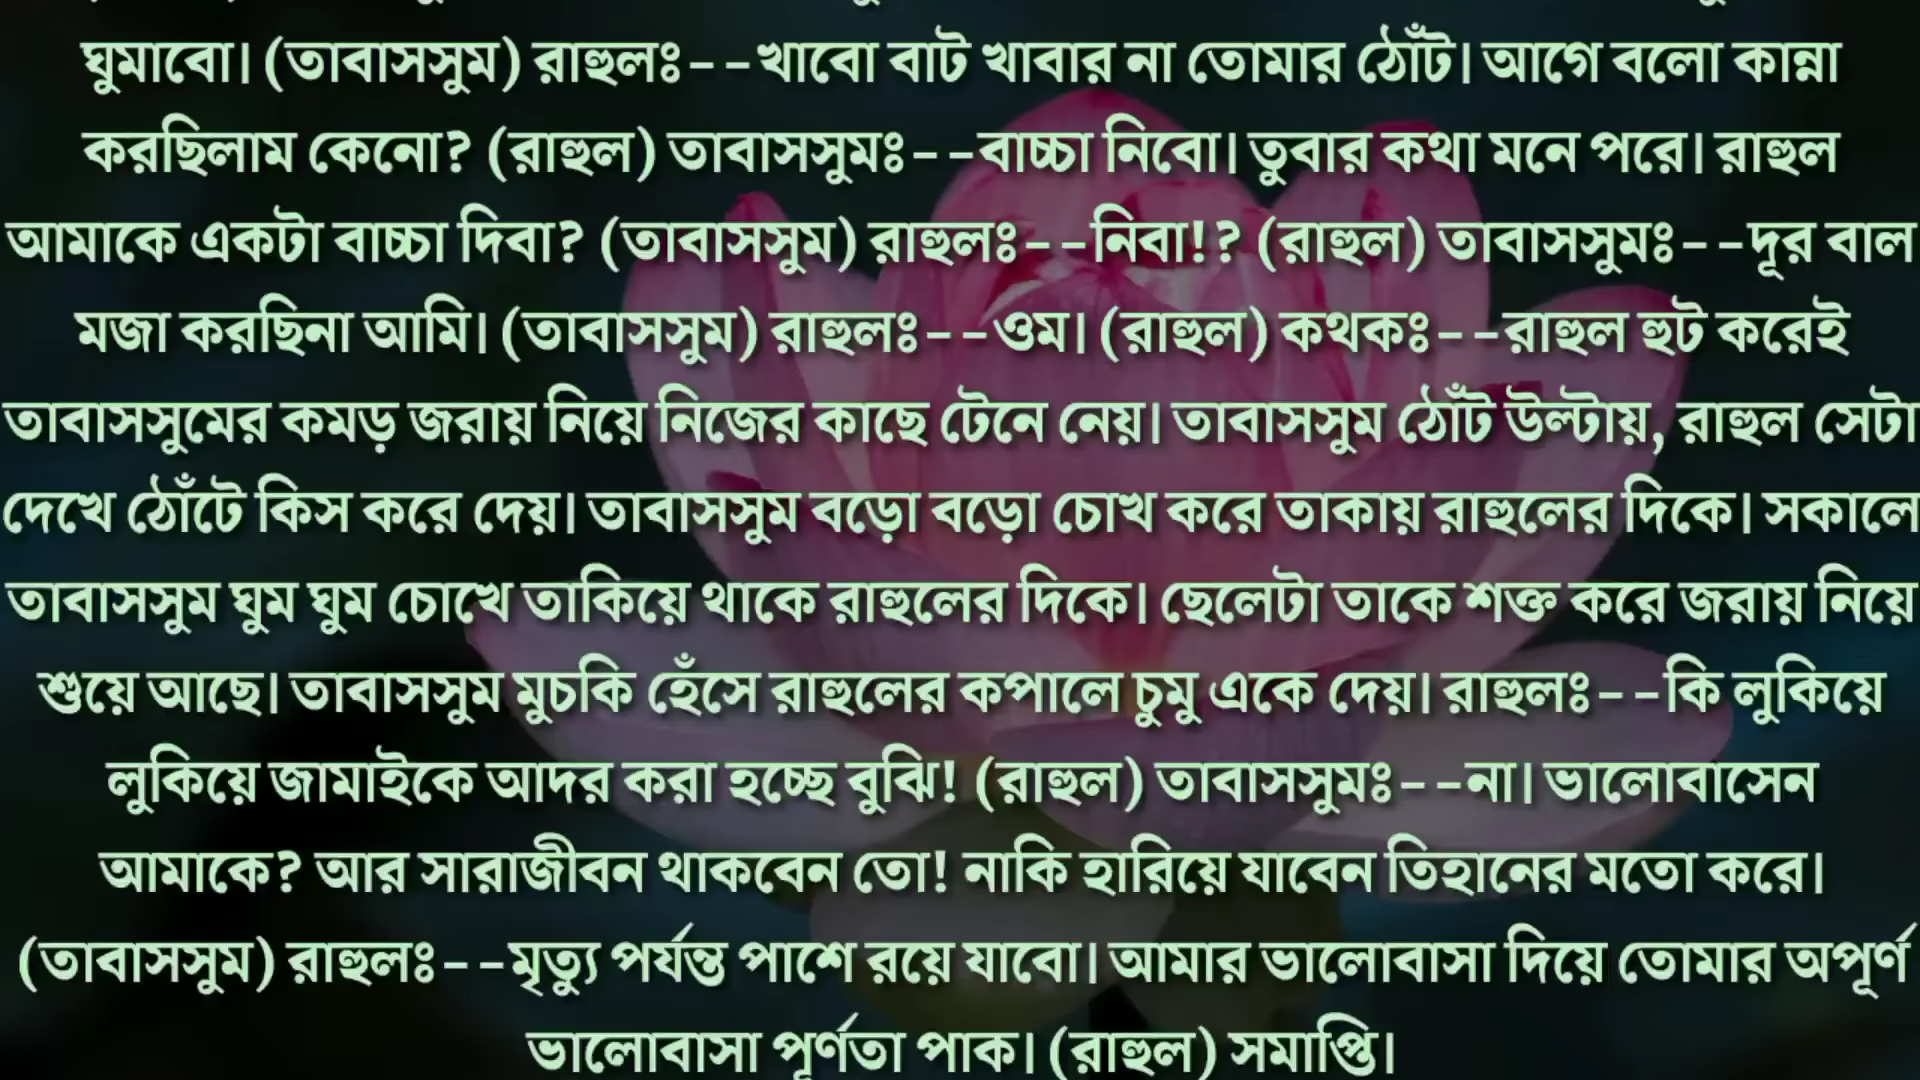 ঘুমাবো। (তাবাসসুম) রাহুলঃ--খাবো বাট খাবার না তোমার ঠোঁট। আগে বলো কান্না
করছিলাম কেনো? (রাহুল) তাবাসসুমঃ--বাচ্চা নিবো। তুবার কথা মনে পরে। রাহুল
আমাকে একটা বাচ্চা দিবা? (তাবাসসুম) রাহুলঃ--নিবা!? (রাহুল) তাবাসসুমঃ--দূর বাল
মজা করছিনা আমি। (তাবাসসুম) রাহুলঃ--ওম। (রাহুল) কথকঃ--রাহুল হুট করেই
তাবাসসুমের কমড় জরায় নিয়ে নিজের কাছে টেনে নেয়। তাবাসসুম ঠোঁট উল্টায়, রাহুল সেটা
দেখে ঠোঁটে কিস করে দেয়। তাবাসসুম বড়ো বড়ো চোখ করে তাকায় রাহুলের দিকে। সকালে
তাবাসসুম ঘুম ঘুম চোখে তাকিয়ে থাকে রাহুলের দিকে। ছেলেটা তাকে শক্ত করে জরায় নিয়ে
শুয়ে আছে। তাবাসসুম মুচকি হেঁসে রাহুলের কপালে চুমু একে দেয়। রাহুলঃ--কি লুকিয়ে
লুকিয়ে জামাইকে আদর করা হচ্ছে বুঝি! (রাহুল) তাবাসসুমঃ--না। ভালোবাসেন
আমাকে? আর সারাজীবন থাকবেন তো! নাকি হারিয়ে যাবেন তিহানের মতো করে।
(তাবাসসুম) রাহুলঃ--মৃত্যু পর্যন্ত পাশে রয়ে যাবো। আমার ভালোবাসা দিয়ে তোমার অপূর্ণ
ভালোবাসা পূর্ণতা পাক। (রাহুল) সমাপ্তি।